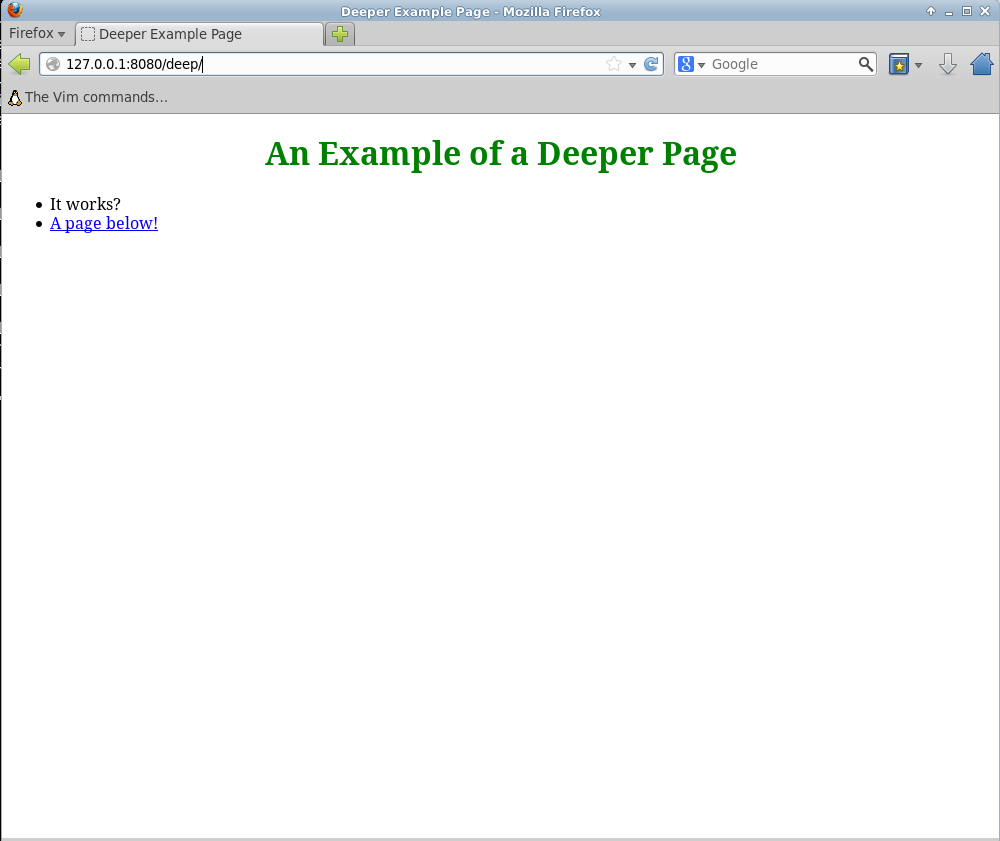 Deeper Example Page - Mozilla Firefox
Firefox
Deeper Example Page
127.0.0.1:8080/deep/
8 Google
The Vim commands...
An Example of a Deeper Page
• It works?
• A page below!